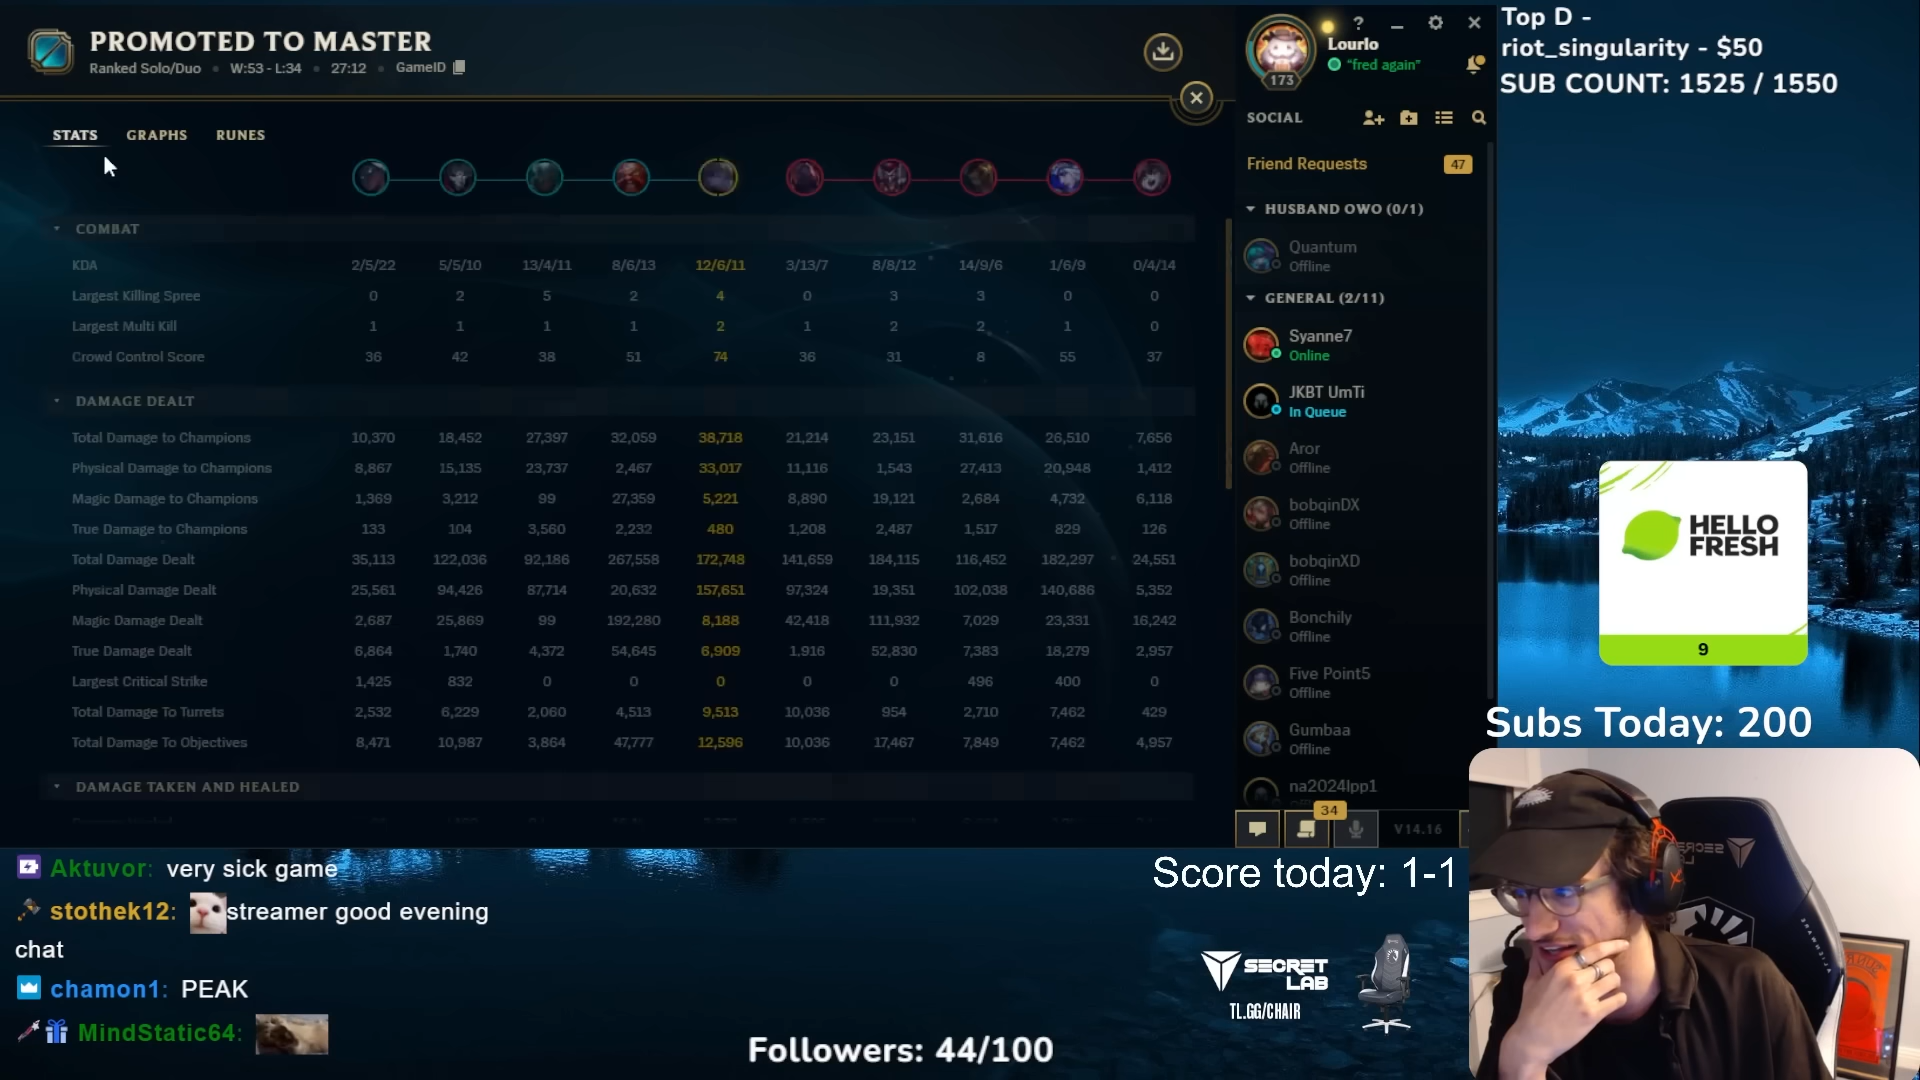 PROMOTED TO MASTER
Ranked Solo/Duo • W:53 - L:34 • 27:12 • GameID
STATS GRAPHS RUNES
COMBAT
KDA 2/5/22 5/5/10 13/4/11 8/6/13 12/6/11 3/13/7 8/8/12 14/9/6 1/6/9 0/4/14
Largest Killing Spree 0 2 5 2 4 0 3 3 0 0
Largest Multi Kill 1 1 1 1 2 1 2 2 1 0
Crowd Control Score 36 42 38 51 74 36 31 8 55 37
DAMAGE DEALT
Total Damage to Champions 10,370 18,452 27,397 32,059 38,718 21,214 23,151 31,616 26,510 7,656
Physical Damage to Champions 8,867 15,135 23,737 2,467 33,017 11,116 1,543 27,413 20,948 1,412
Magic Damage to Champions 1,369 3,212 99 27,359 5,221 8,890 19,121 2,684 4,732 6,118
True Damage to Champions 133 104 3,560 2,232 480 1,208 2,487 1,517 829 126
Total Damage Dealt 35,113 122,036 92,186 267,558 172,748 141,659 184,115 116,452 182,297 24,551
Physical Damage Dealt 25,561 94,426 87,714 20,632 157,651 97,324 19,351 102,038 140,686 5,352
Magic Damage Dealt 2,687 25,869 99 192,280 8,188 42,418 111,932 7,029 23,331 16,242
True Damage Dealt 6,864 1,740 4,372 54,645 6,909 1,916 52,830 7,383 18,279 2,957
Largest Critical Strike 1,425 832 0 0 0 0 0 496 400 0
Total Damage To Turrets 2,532 6,229 2,060 4,513 9,513 10,036 954 2,710 7,462 429
Total Damage To Objectives 8,471 10,987 3,864 47,777 12,596 10,036 17,467 7,849 7,462 4,957
DAMAGE TAKEN AND HEALED
?
Lourlo
173
"fred again"
SOCIAL
Friend Requests 47
HUSBAND OWO (0/1)
Quantum
Offline
GENERAL (2/11)
Syanne7
Online
JKBT UmTi
In Queue
Aror
Offline
bobqinDX
Offline
bobqinXD
Offline
Bonchily
Offline
Five Point5
Offline
Gumbaa
Offline
na2024lpp1
34
V14.16
Top D -
riot_singularity - $50
SUB COUNT: 1525 / 1550
HELLO
FRESH
9
Subs Today: 200
Aktuvor: very sick game
stothek12: streamer good evening
chat
chamon1: PEAK
MindStatic64:
Score today: 1-1
SECRET
LAB
TL.GG/CHAIR
Followers: 44/100